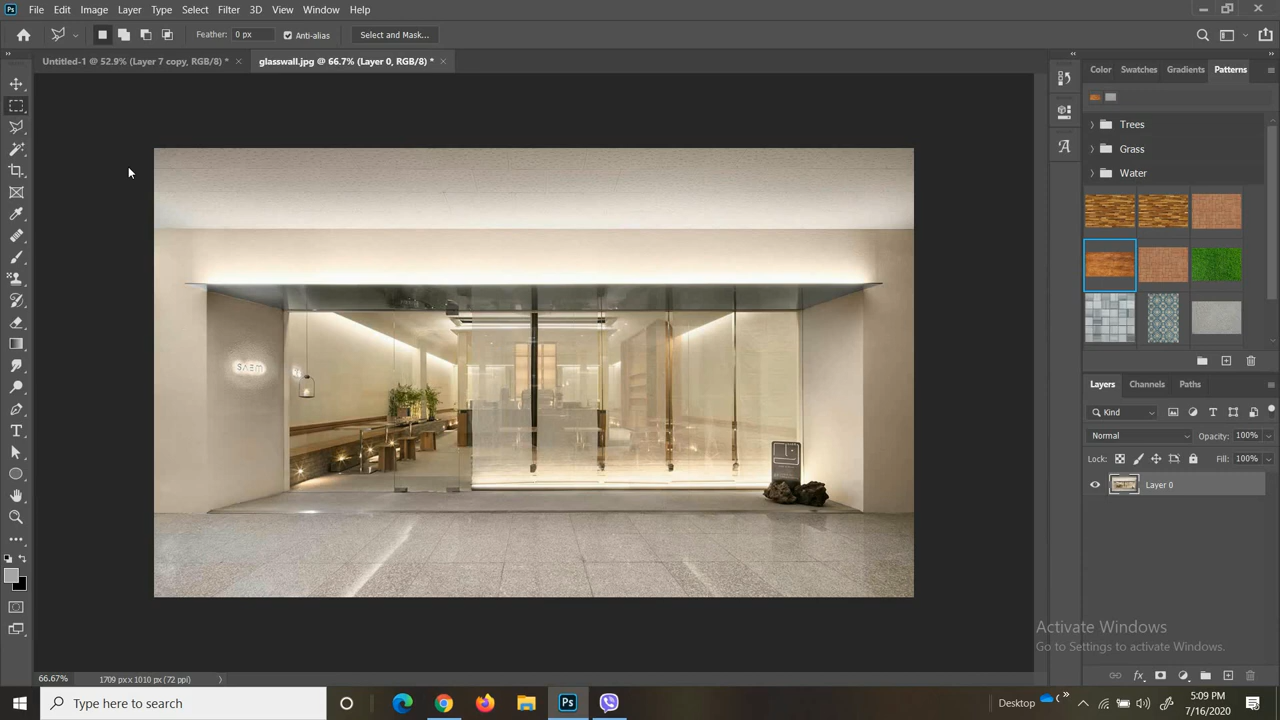 Ps File Edit Image Layer Type Select Filter 3D View Window Help
Feather: 0 px Anti-alias Select and Mask...
Untitled-1 @ 52.9% (Layer 7 copy, RGB/8) * × glasswall.jpg @ 66.7% (Layer 0, RGB/8) * ×
Color Swatches Gradients Patterns
Trees
Grass
Water
SAEM
Layers Channels Paths
Kind
Normal Opacity: 100%
Lock: Fill: 100%
Layer 0
Activate Windows
Go to Settings to activate Windows.
66.67% 1709 px x 1010 px (72 ppi)
Type here to search
Ps
Desktop
5:09 PM
7/16/2020